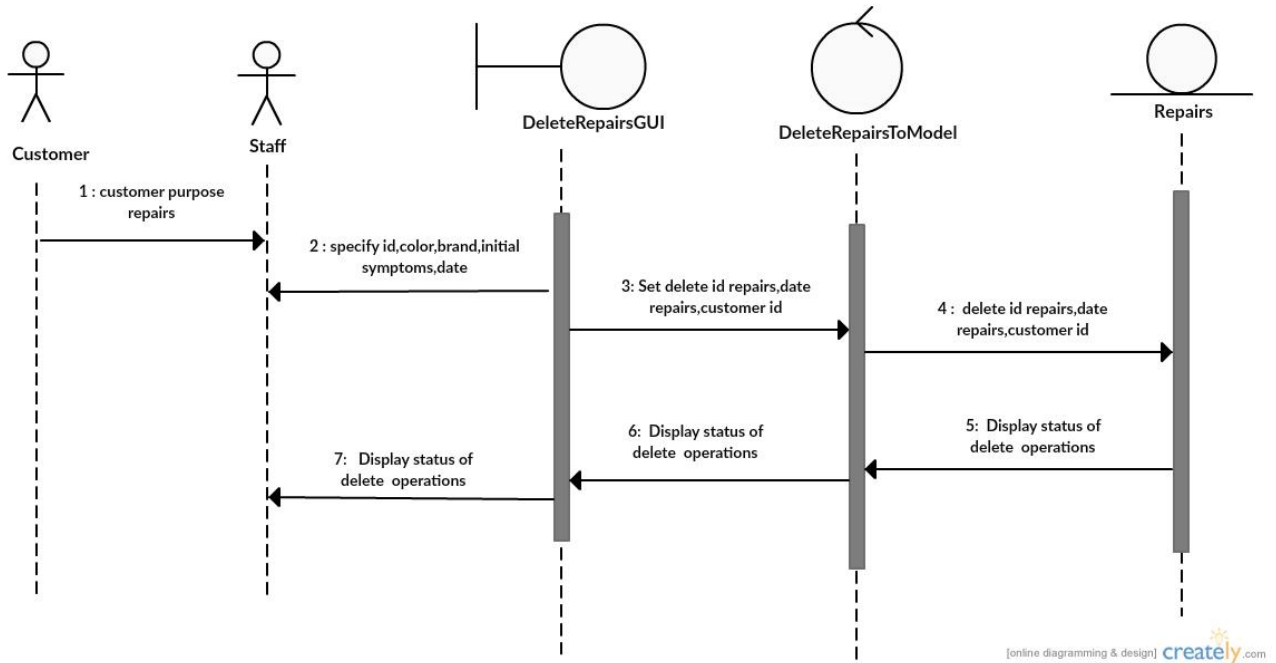 Customer
Staff
DeleteRepairsGUI
DeleteRepairsToModel
Repairs
1 : customer purpose
repairs
2 : specify id,color,brand,initial
symptoms,date
3: Set delete id repairs,date
repairs,customer id
4 : delete id repairs,date
repairs,customer id
5: Display status of
delete operations
6: Display status of
delete operations
7: Display status of
delete operations
[online diagramming & design] creately.com